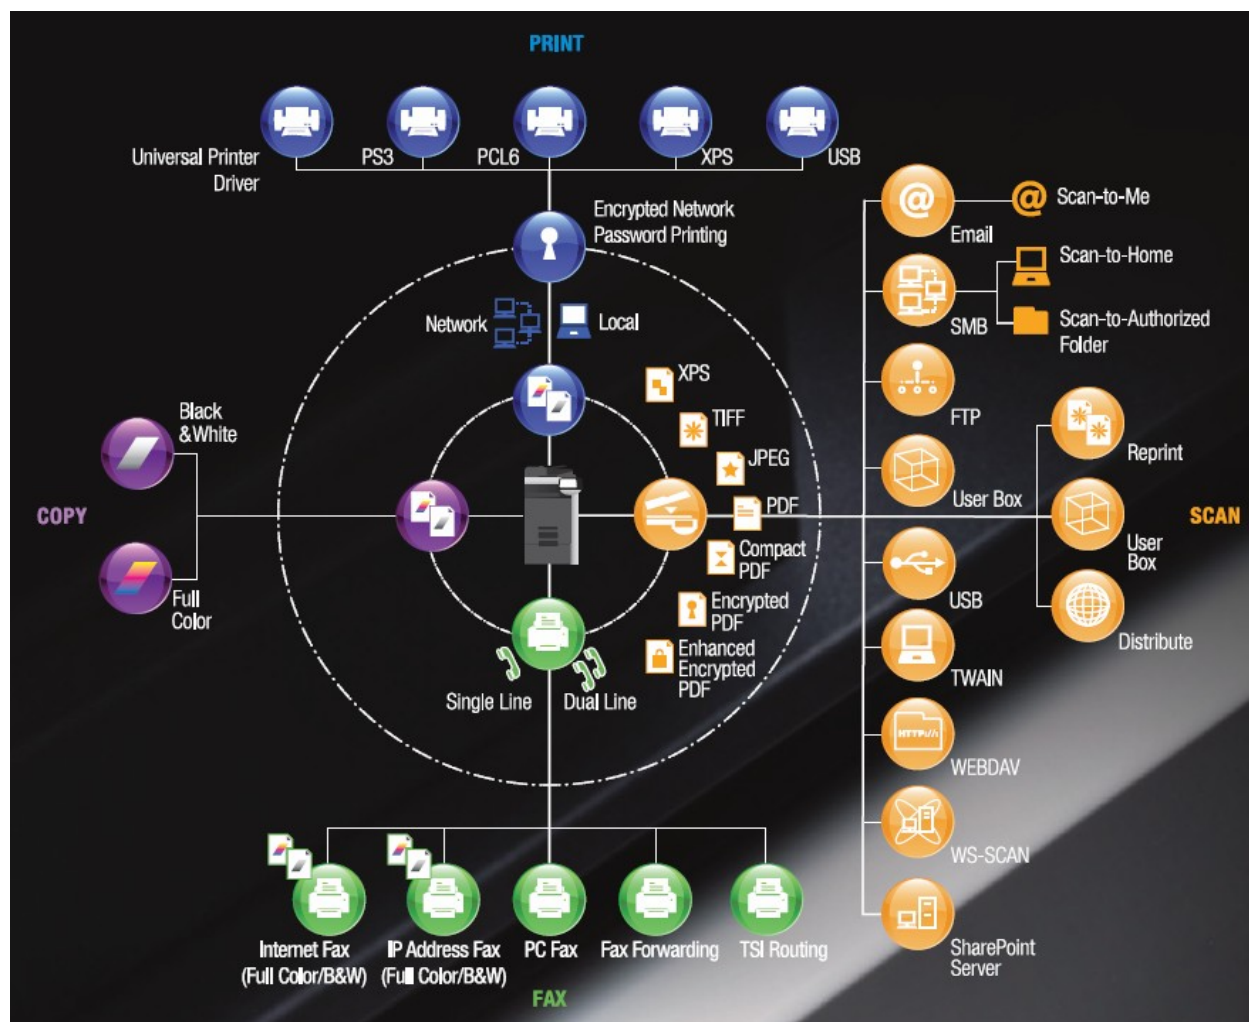 PRINT
Universal Printer
Driver
PS3
PCL6
XPS
USB
Encrypted Network
Password Printing
Network
Local
XPS
TIFF
JPEG
PDF
Compact
PDF
Encrypted
PDF
Enhanced
Encrypted
PDF
Black
&White
COPY
Full
Color
Single Line
Dual Line
@
Email
@
Scan-to-Me
SMB
Scan-to-Home
Scan-to-Authorized
Folder
FTP
User Box
Reprint
User
Box
SCAN
USB
Distribute
TWAIN
HTTP://:
WEBDAV
WS-SCAN
SharePoint
Server
Internet Fax
(Full Color/B&W)
IP Address Fax
(Full Color/B&W)
PC Fax
Fax Forwarding
TSI Routing
FAX